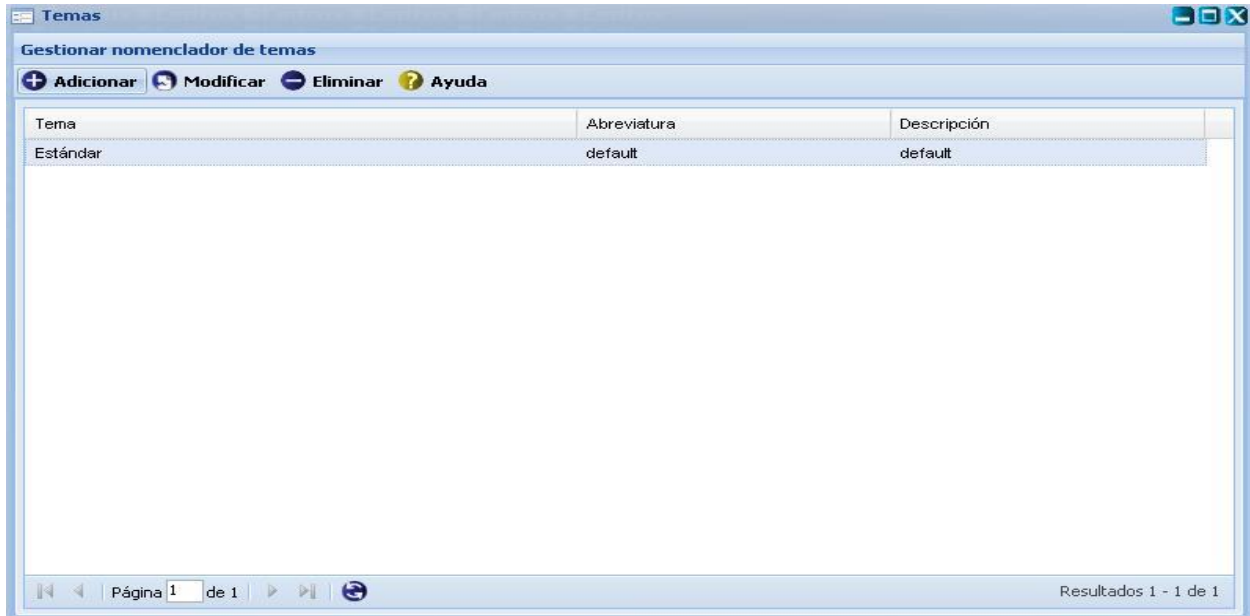 Temas
Gestionar nomenclador de temas
Adicionar Modificar Eliminar Ayuda
Tema Abreviatura Descripción
Estándar default default
Página 1 de 1 Resultados 1 - 1 de 1